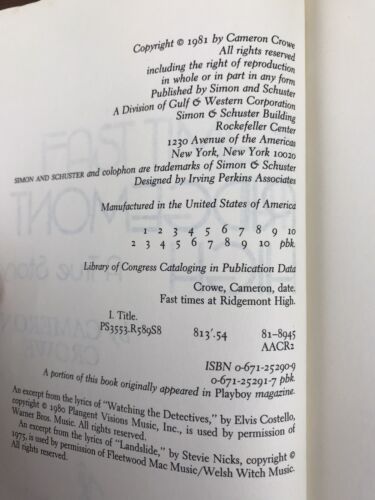 Copyright © 1981 by Cameron Crowe
All rights reserved
including the right of reproduction
in whole or in part in any form
Published by Simon and Schuster
A Division of Gulf & Western Corporation
Simon & Schuster Building
Rockefeller Center
1230 Avenue of the Americas
New York, New York 10020
SIMON AND SCHUSTER and colophon are trademarks of Simon & Schuster
Designed by Irving Perkins Associates
Manufactured in the United States of America
1 2 3 4 5 6 7 8 9 10
2 3 4 5 6 7 8 9 10 pbk.
Library of Congress Cataloging in Publication Data
Crowe, Cameron, date.
Fast times at Ridgemont High.
I. Title.
PS3553.R589S8 813'.54 81-8945
AACR2
ISBN 0-671-25290-9
0-671-25291-7 pbk.
A portion of this book originally appeared in Playboy magazine.
An excerpt from the lyrics of "Watching the Detectives," by Elvis Costello,
copyright © 1980 Plangent Visions Music, Inc., is used by permission of
Warner Bros. Music. All rights reserved.
An excerpt from the lyrics of "Landslide," by Stevie Nicks, copyright ©
1975, is used by permission of Fleetwood Mac Music/Welsh Witch Music.
All rights reserved.